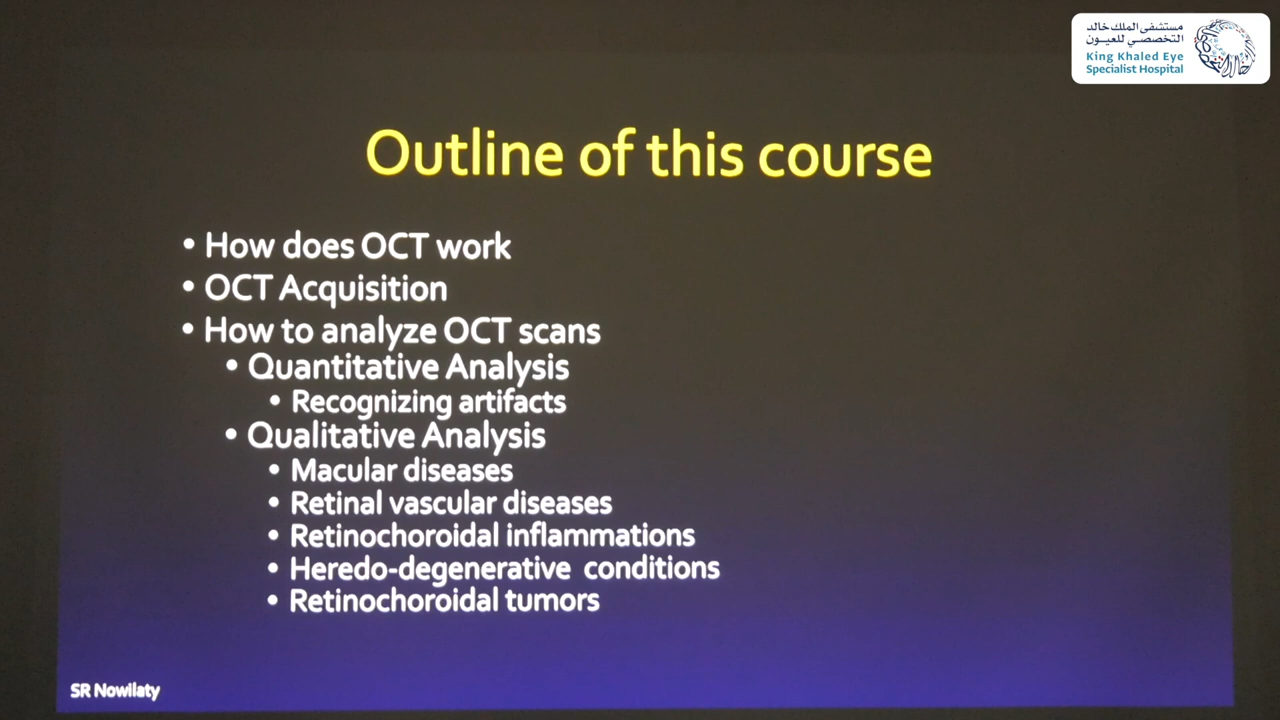 مستشفى الملك خالد
التخصصي للعيون
King Khaled Eye
Specialist Hospital
Outline of this course
• How does OCT work
• OCT Acquisition
• How to analyze OCT scans
• Quantitative Analysis
• Recognizing artifacts
• Qualitative Analysis
• Macular diseases
• Retinal vascular diseases
• Retinochoroidal inflammations
• Heredo-degenerative conditions
• Retinochoroidal tumors
SR Nowilaty